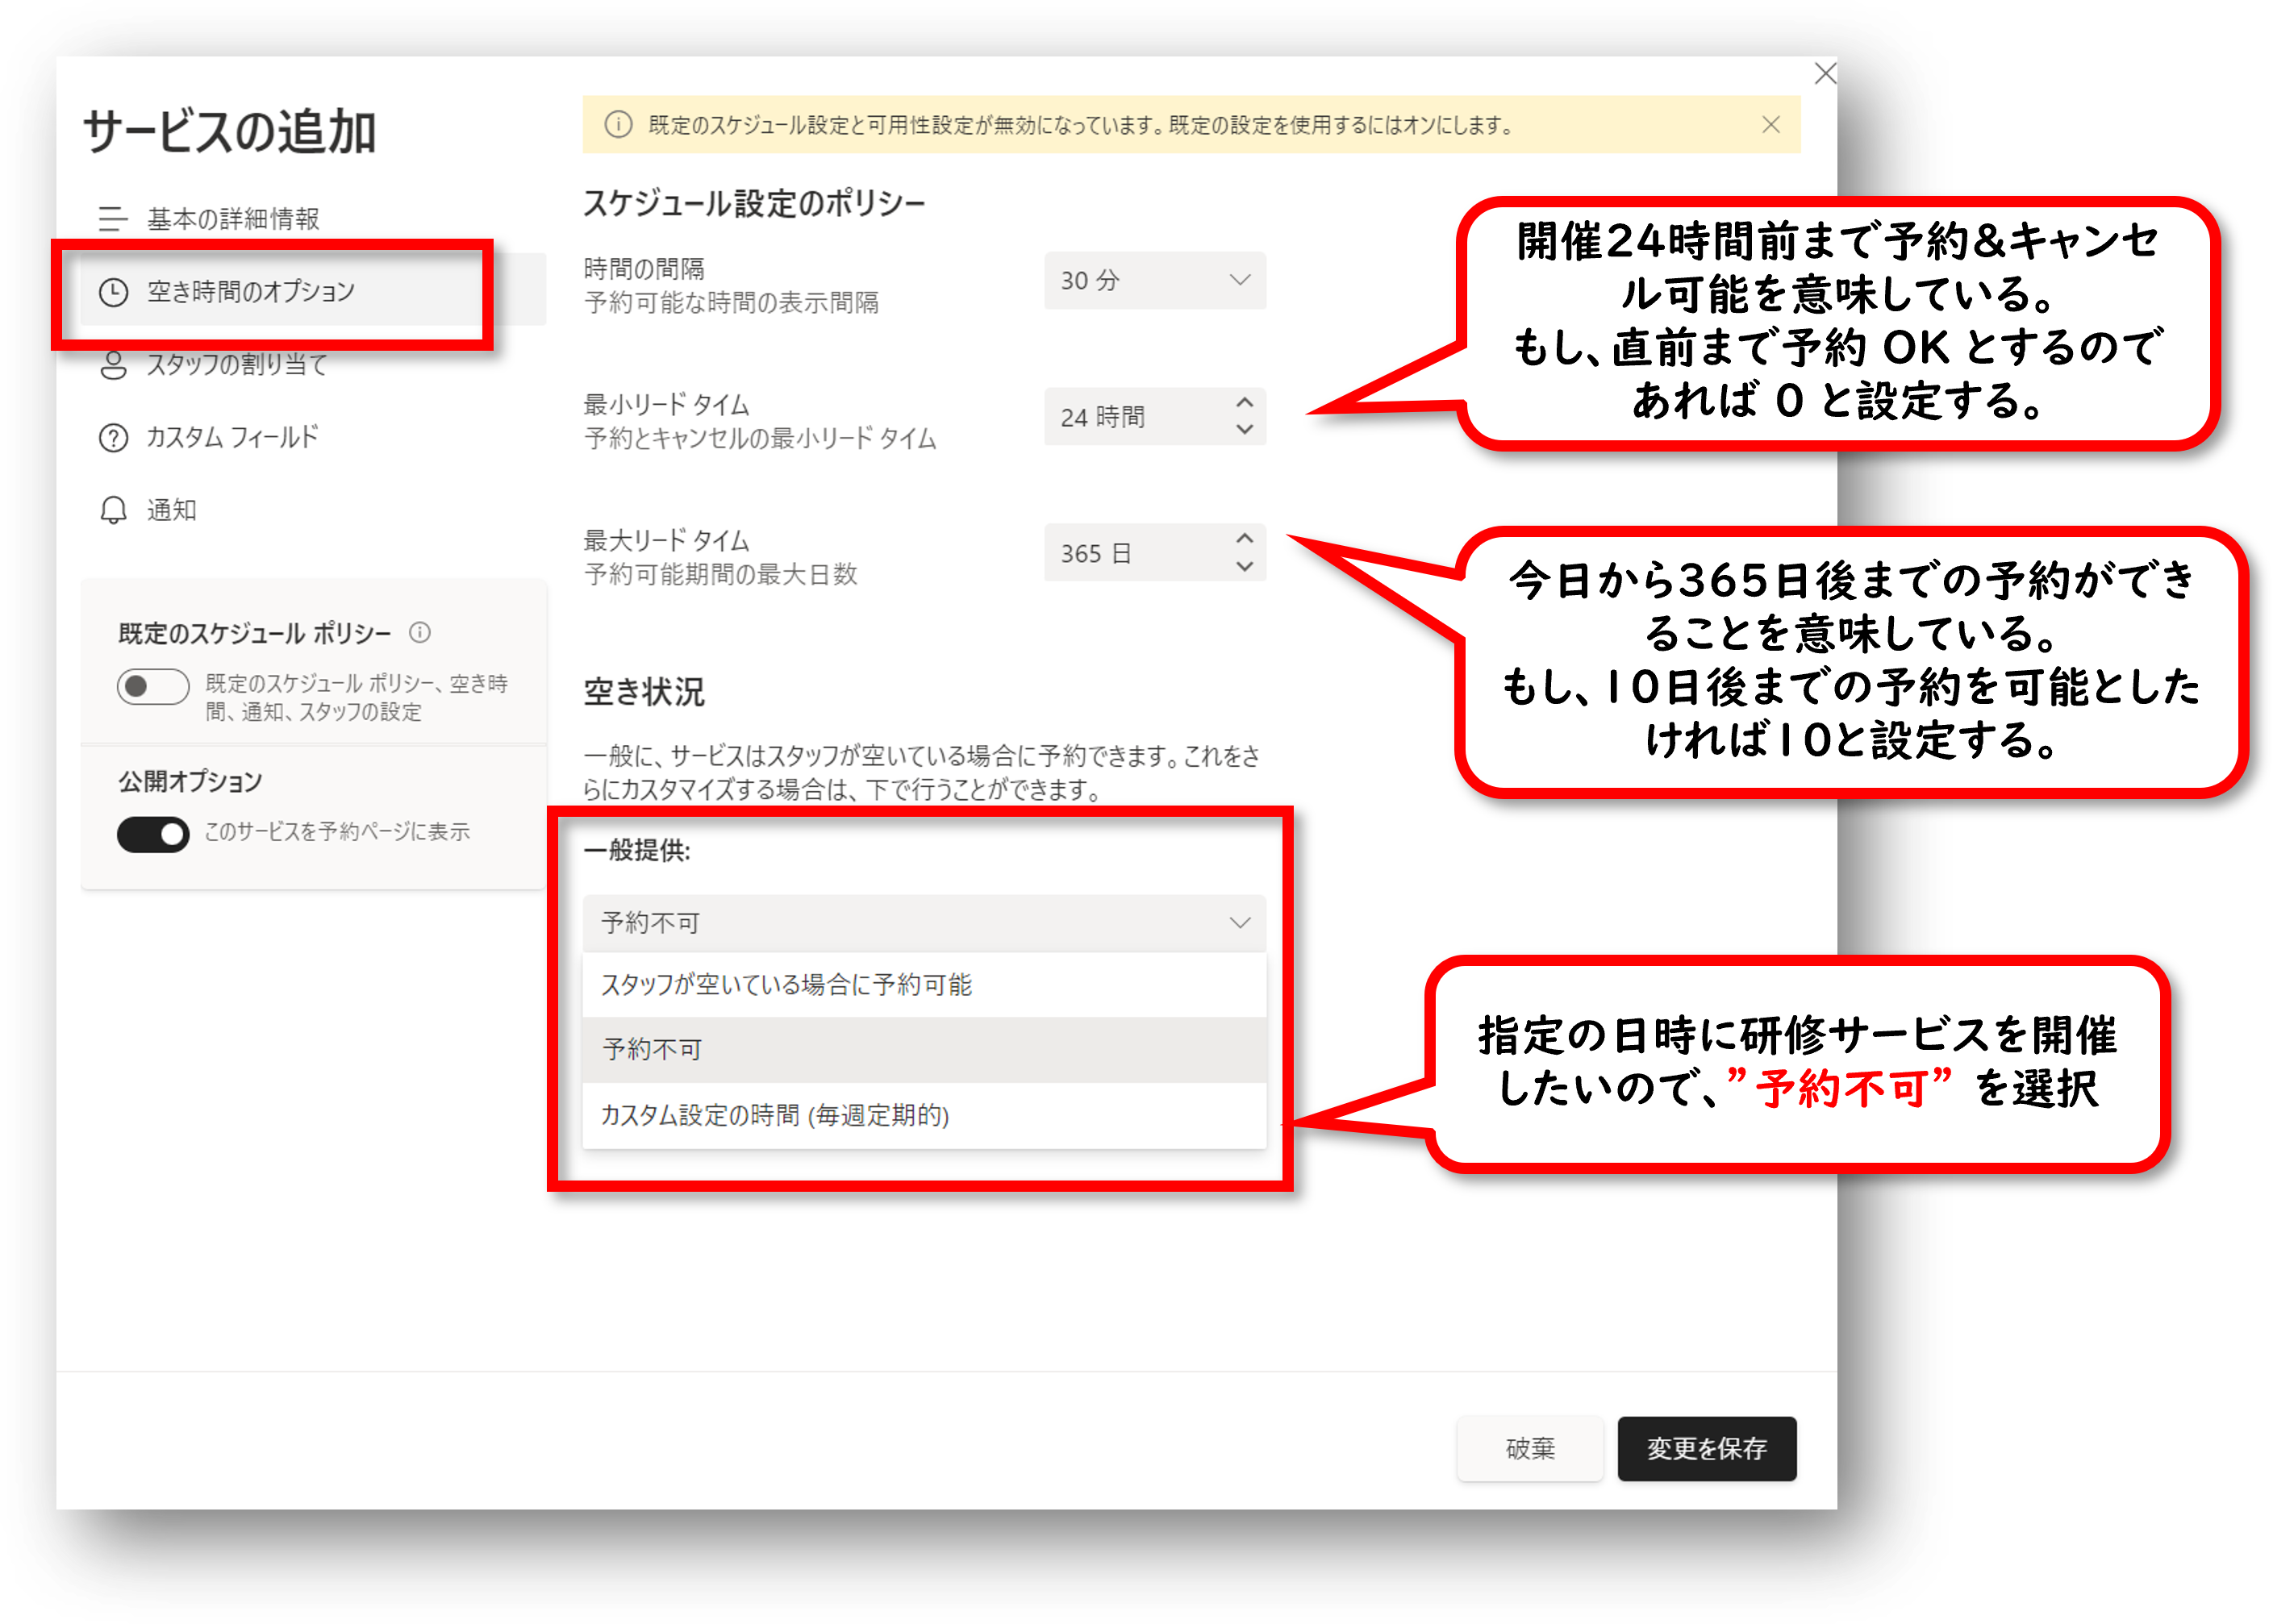 サービスの追加
基本の詳細情報
空き時間のオプション
スタッフの割り当て
カスタム フィールド
通知
既定のスケジュール ポリシー
既定のスケジュール ポリシー、空き時
間、通知、スタッフの設定
公開オプション
このサービスを予約ページに表示
既定のスケジュール設定と可用性設定が無効になっています。既定の設定を使用するにはオンにします。
スケジュール設定のポリシー
時間の間隔
予約可能な時間の表示間隔
30 分
最小リード タイム
予約とキャンセルの最小リード タイム
24 時間
最大リード タイム
予約可能期間の最大日数
365 日
空き状況
一般に、サービスはスタッフが空いている場合に予約できます。これをさ
らにカスタマイズする場合は、下で行うことができます。
一般提供:
予約不可
スタッフが空いている場合に予約可能
予約不可
カスタム設定の時間 (毎週定期的)
開催24時間前まで予約&キャンセ
ル可能を意味している。
もし、直前まで予約 OK とするので
あれば 0 と設定する。
今日から365日後までの予約ができ
ることを意味している。
もし、10日後までの予約を可能とした
ければ10と設定する。
指定の日時に研修サービスを開催
したいので、”予約不可” を選択
破棄
変更を保存